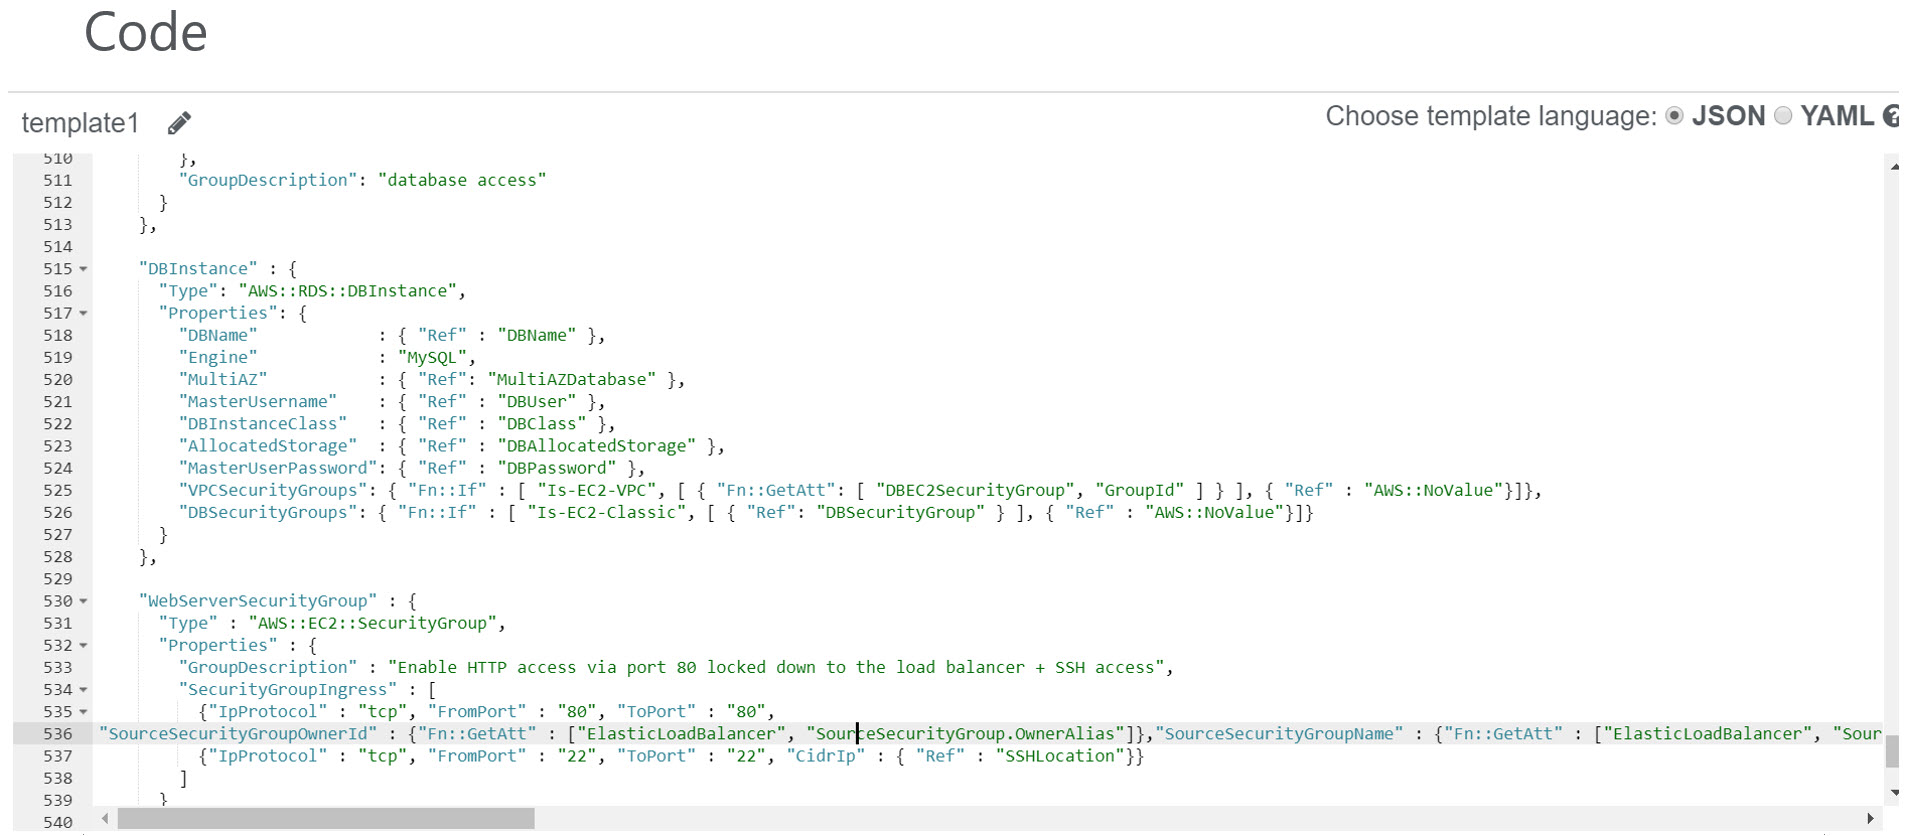 Code
template1
Choose template language: JSON YAML ?
510 },
511 "GroupDescription": "database access"
512 }
513 },
514
515 "DBInstance" : {
516 "Type": "AWS::RDS::DBInstance",
517 "Properties": {
518 "DBName" : { "Ref" : "DBName" },
519 "Engine" : "MySQL",
520 "MultiAZ" : { "Ref": "MultiAZDatabase" },
521 "MasterUsername" : { "Ref" : "DBUser" },
522 "DBInstanceClass" : { "Ref" : "DBClass" },
523 "AllocatedStorage" : { "Ref" : "DBAllocatedStorage" },
524 "MasterUserPassword": { "Ref" : "DBPassword" },
525 "VPCSecurityGroups": { "Fn::If" : [ "Is-EC2-VPC", [ { "Fn::GetAtt": [ "DBEC2SecurityGroup", "GroupId" ] } ], { "Ref" : "AWS::NoValue"}]},
526 "DBSecurityGroups": { "Fn::If" : [ "Is-EC2-Classic", [ { "Ref": "DBSecurityGroup" } ], { "Ref" : "AWS::NoValue"}]}
527 }
528 },
529
530 "WebServerSecurityGroup" : {
531 "Type" : "AWS::EC2::SecurityGroup",
532 "Properties" : {
533 "GroupDescription" : "Enable HTTP access via port 80 locked down to the load balancer + SSH access",
534 "SecurityGroupIngress" : [
535 {"IpProtocol" : "tcp", "FromPort" : "80", "ToPort" : "80",
536 "SourceSecurityGroupOwnerId" : {"Fn::GetAtt" : ["ElasticLoadBalancer", "SourceSecurityGroup.OwnerAlias"]},"SourceSecurityGroupName" : {"Fn::GetAtt" : ["ElasticLoadBalancer", "Sour
537 {"IpProtocol" : "tcp", "FromPort" : "22", "ToPort" : "22", "CidrIp" : { "Ref" : "SSHLocation"}}
538 ]
539 }
540